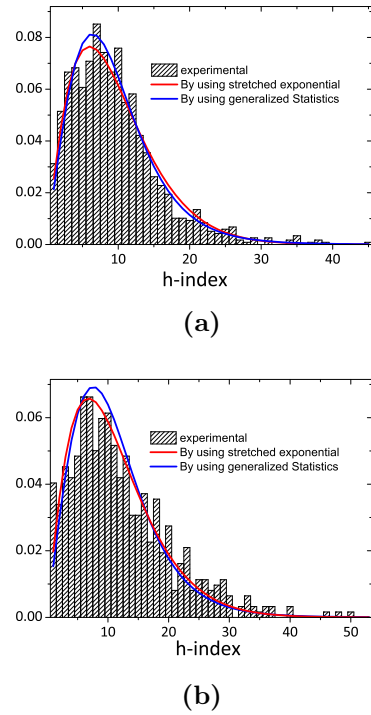 0.08
0.06
0.04
0.02
0.00
experimental
By using stretched exponential
By using generalized Statistics
10 20 30 40
h-index
(a)
0.06
0.04
0.02
0.00
experimental
By using stretched exponential
By using generalized Statistics
10 20 30 40 50
h-index
(b)